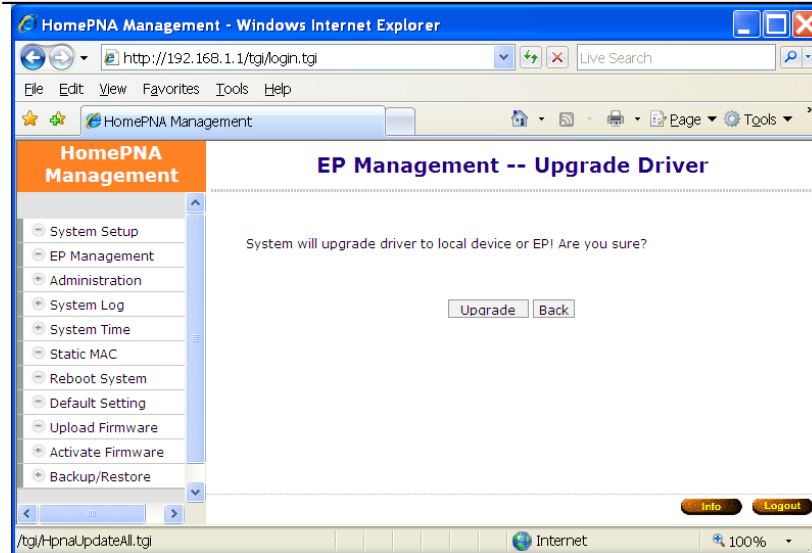 HomePNA Management - Windows Internet Explorer
http://192.168.1.1/tgi/login.tgi
Live Search
File Edit View Favorites Tools Help
HomePNA Management
Page Tools
HomePNA
Management
EP Management -- Upgrade Driver
System Setup
EP Management
Administration
System Log
System Time
Static MAC
Reboot System
Default Setting
Upload Firmware
Activate Firmware
Backup/Restore
System will upgrade driver to local device or EP! Are you sure?
Upgrade Back
Info Logout
/tgi/HpnaUpdateAll.tgi Internet 100%